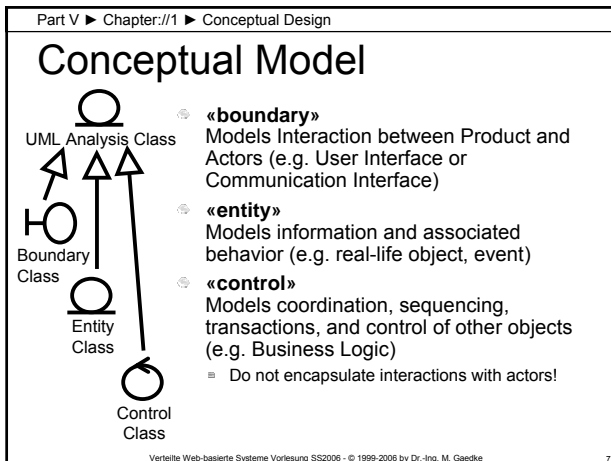 Part V ► Chapter://1 ► Conceptual Design
Conceptual Model
UML Analysis Class
Boundary
Class
Entity
Class
Control
Class
«boundary»
Models Interaction between Product and
Actors (e.g. User Interface or
Communication Interface)
«entity»
Models information and associated
behavior (e.g. real-life object, event)
«control»
Models coordination, sequencing,
transactions, and control of other objects
(e.g. Business Logic)
Do not encapsulate interactions with actors!
Verteilte Web-basierte Systeme Vorlesung SS2006 - © 1999-2006 by Dr.-Ing. M. Gaedke
7